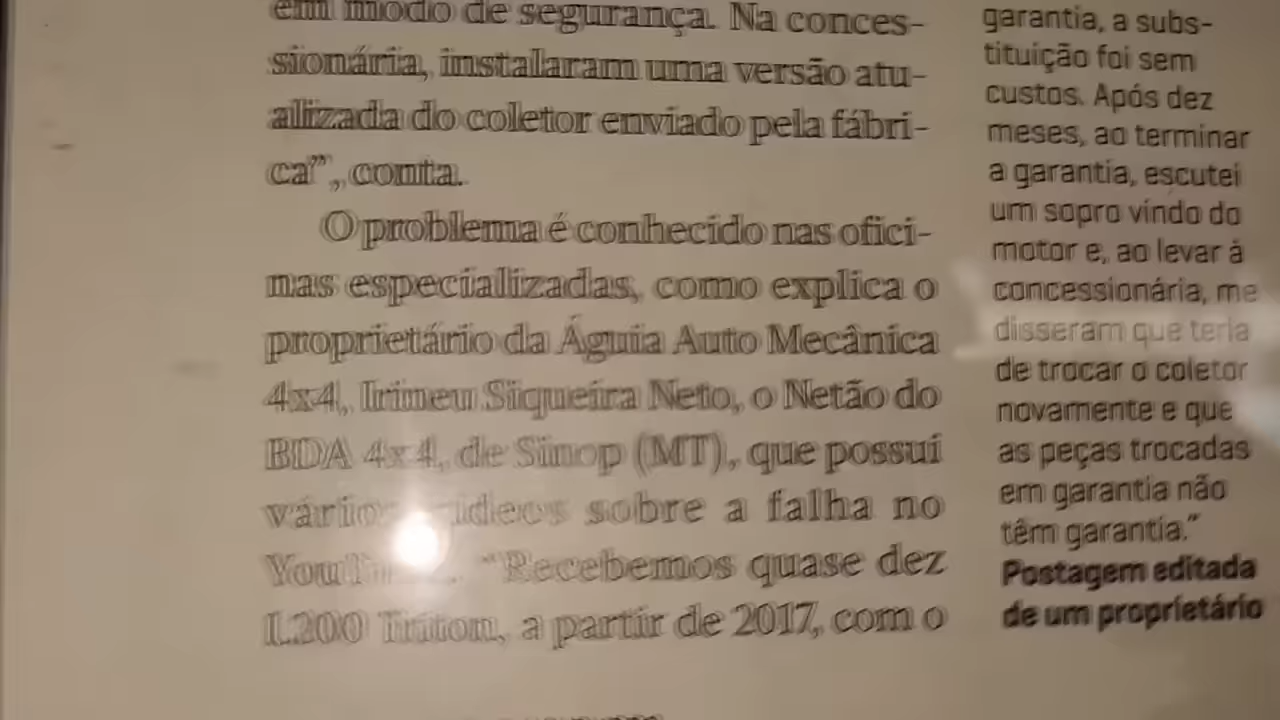 em modo de segurança. Na conces-
sionária, instalaram uma versão atu-
alizada do coletor enviado pela fábri-
ca”, conta.
O problema é conhecido nas ofici-
nas especializadas, como explica o
proprietário da Águia Auto Mecânica
4x4, Irineu Siqueira Neto, o Netão do
BDA 4x4, de Sinop (MT), que possui
vários vídeos sobre a falha no
YouTube. “Recebemos quase dez
L200 Triton, a partir de 2017, com o
garantia, a subs-
tituição foi sem
custos. Após dez
meses, ao terminar
a garantia, escutei
um sopro vindo do
motor e, ao levar à
concessionária, me
disseram que teria
de trocar o coletor
novamente e que
as peças trocadas
em garantia não
têm garantia.”
Postagem editada
de um proprietário